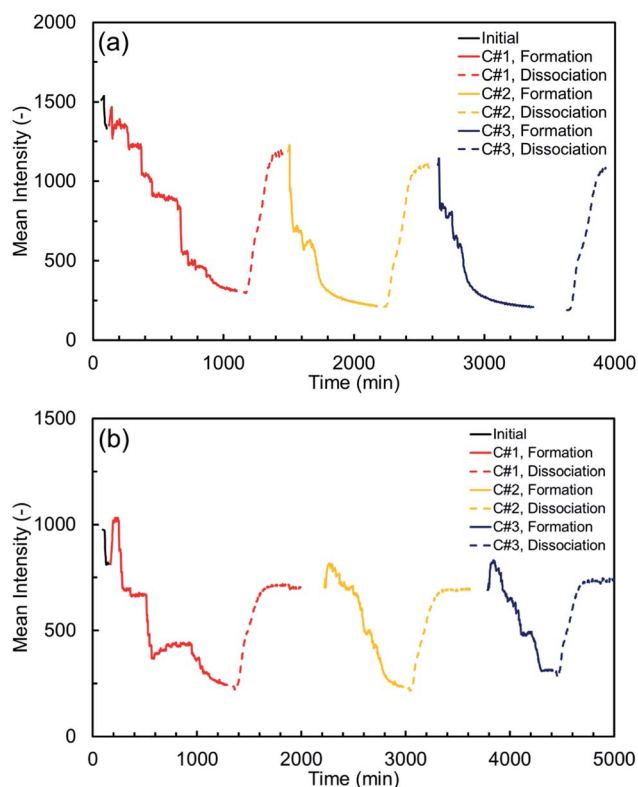 (a)
Initial
C#1, Formation
C#1, Dissociation
C#2, Formation
C#2, Dissociation
C#3, Formation
C#3, Dissociation
2000
1500
1000
500
0
Mean Intensity (-)
0 1000 2000 3000 4000
Time (min)
(b)
Initial
C#1, Formation
C#1, Dissociation
C#2, Formation
C#2, Dissociation
C#3, Formation
C#3, Dissociation
1500
1000
500
0
Mean Intensity (-)
0 1000 2000 3000 4000 5000
Time (min)